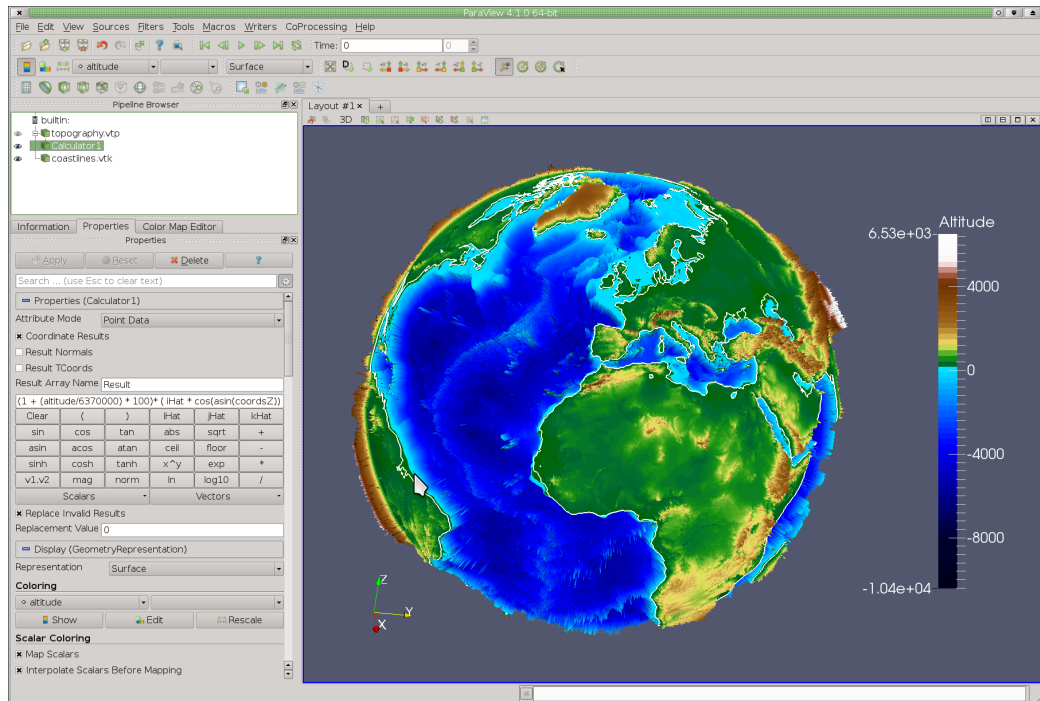 ParaView 4.1.0 64-bit
File Edit View Sources Filters Tools Macros Writers CoProcessing Help
Time: 0 0
altitude Surface
Pipeline Browser
builtin:
topography.vtp
Calculator1
coastlines.vtk
Information Properties Color Map Editor
Properties
Apply Reset Delete ?
Search ... (use Esc to clear text)
Properties (Calculator1)
Attribute Mode Point Data
Coordinate Results
Result Normals
Result TCoords
Result Array Name Result
(1 + (altitude/6370000) * 100)* ( iHat * cos(asin(coordsZ))
Clear ( ) iHat jHat kHat
sin cos tan abs sqrt +
asin acos atan ceil floor -
sinh cosh tanh x^y exp *
v1.v2 mag norm ln log10 /
Scalars Vectors
Replace Invalid Results
Replacement Value 0
Display (GeometryRepresentation)
Representation Surface
Coloring
altitude
Show Edit Rescale
Scalar Coloring
Map Scalars
Interpolate Scalars Before Mapping
Layout #1 × +
3D
Altitude
6.53e+03
4000
0
-4000
-8000
-1.04e+04
Z
Y
X